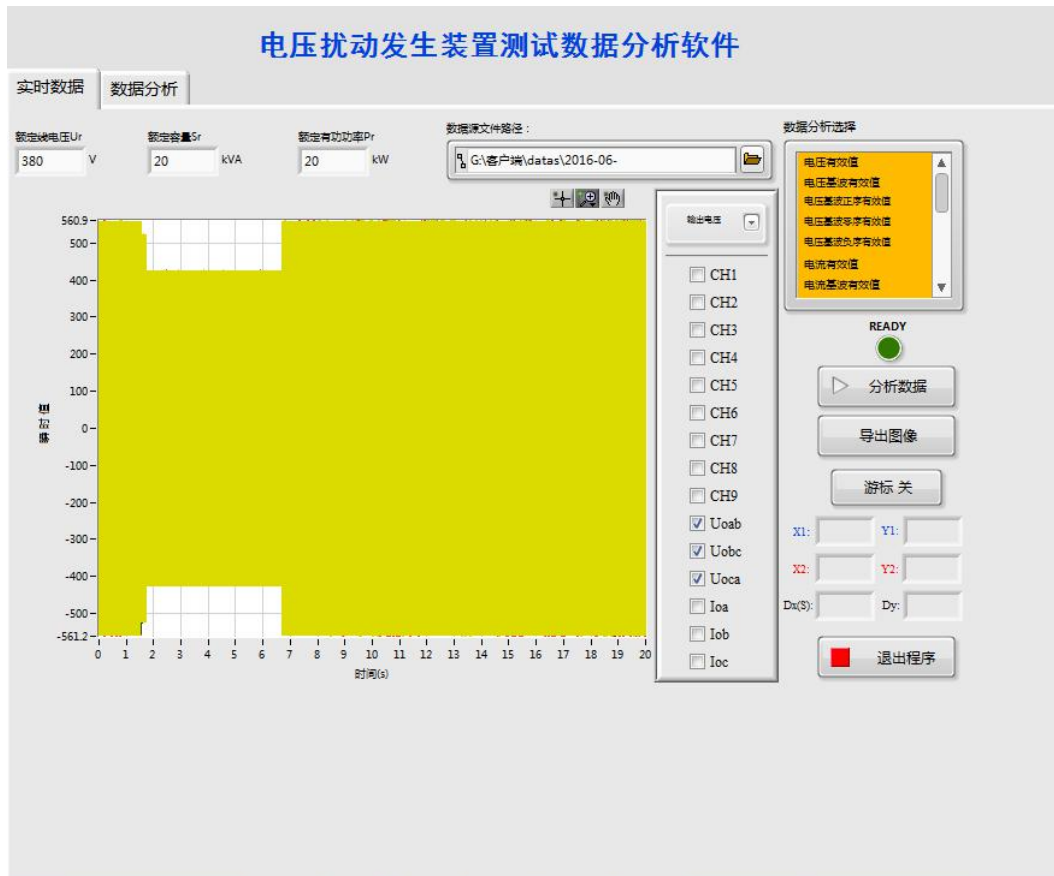 电压扰动发生装置测试数据分析软件
实时数据 数据分析
额定线电压Ur 额定容量Sr 额定有功功率Pr 数据源文件路径： 数据分析选择
380 V 20 kVA 20 kW G:\客户端\datas\2016-06-
电压有效值
电压基波有效值
电压基波正序有效值
电压基波零序有效值
电压基波负序有效值
电流有效值
电流基波有效值
输出电压
CH1
CH2
CH3
CH4
CH5
CH6
CH7
CH8
CH9
Uoab
Uobc
Uoca
Ioa
Iob
Ioc
READY
分析数据
导出图像
游标 关
X1: Y1:
X2: Y2:
Dx(S): Dy:
退出程序
瞬时值
560.9
500
400
300
200
100
0
-100
-200
-300
-400
-500
-561.2
0 1 2 3 4 5 6 7 8 9 10 11 12 13 14 15 16 17 18 19 20
时间(s)